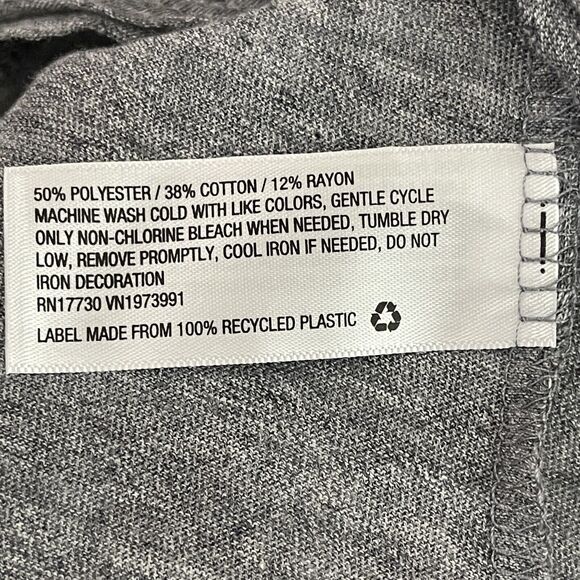 50% POLYESTER / 38% COTTON / 12% RAYON
MACHINE WASH COLD WITH LIKE COLORS, GENTLE CYCLE
ONLY NON-CHLORINE BLEACH WHEN NEEDED, TUMBLE DRY
LOW, REMOVE PROMPTLY, COOL IRON IF NEEDED, DO NOT
IRON DECORATION
RN17730 VN1973991
LABEL MADE FROM 100% RECYCLED PLASTIC